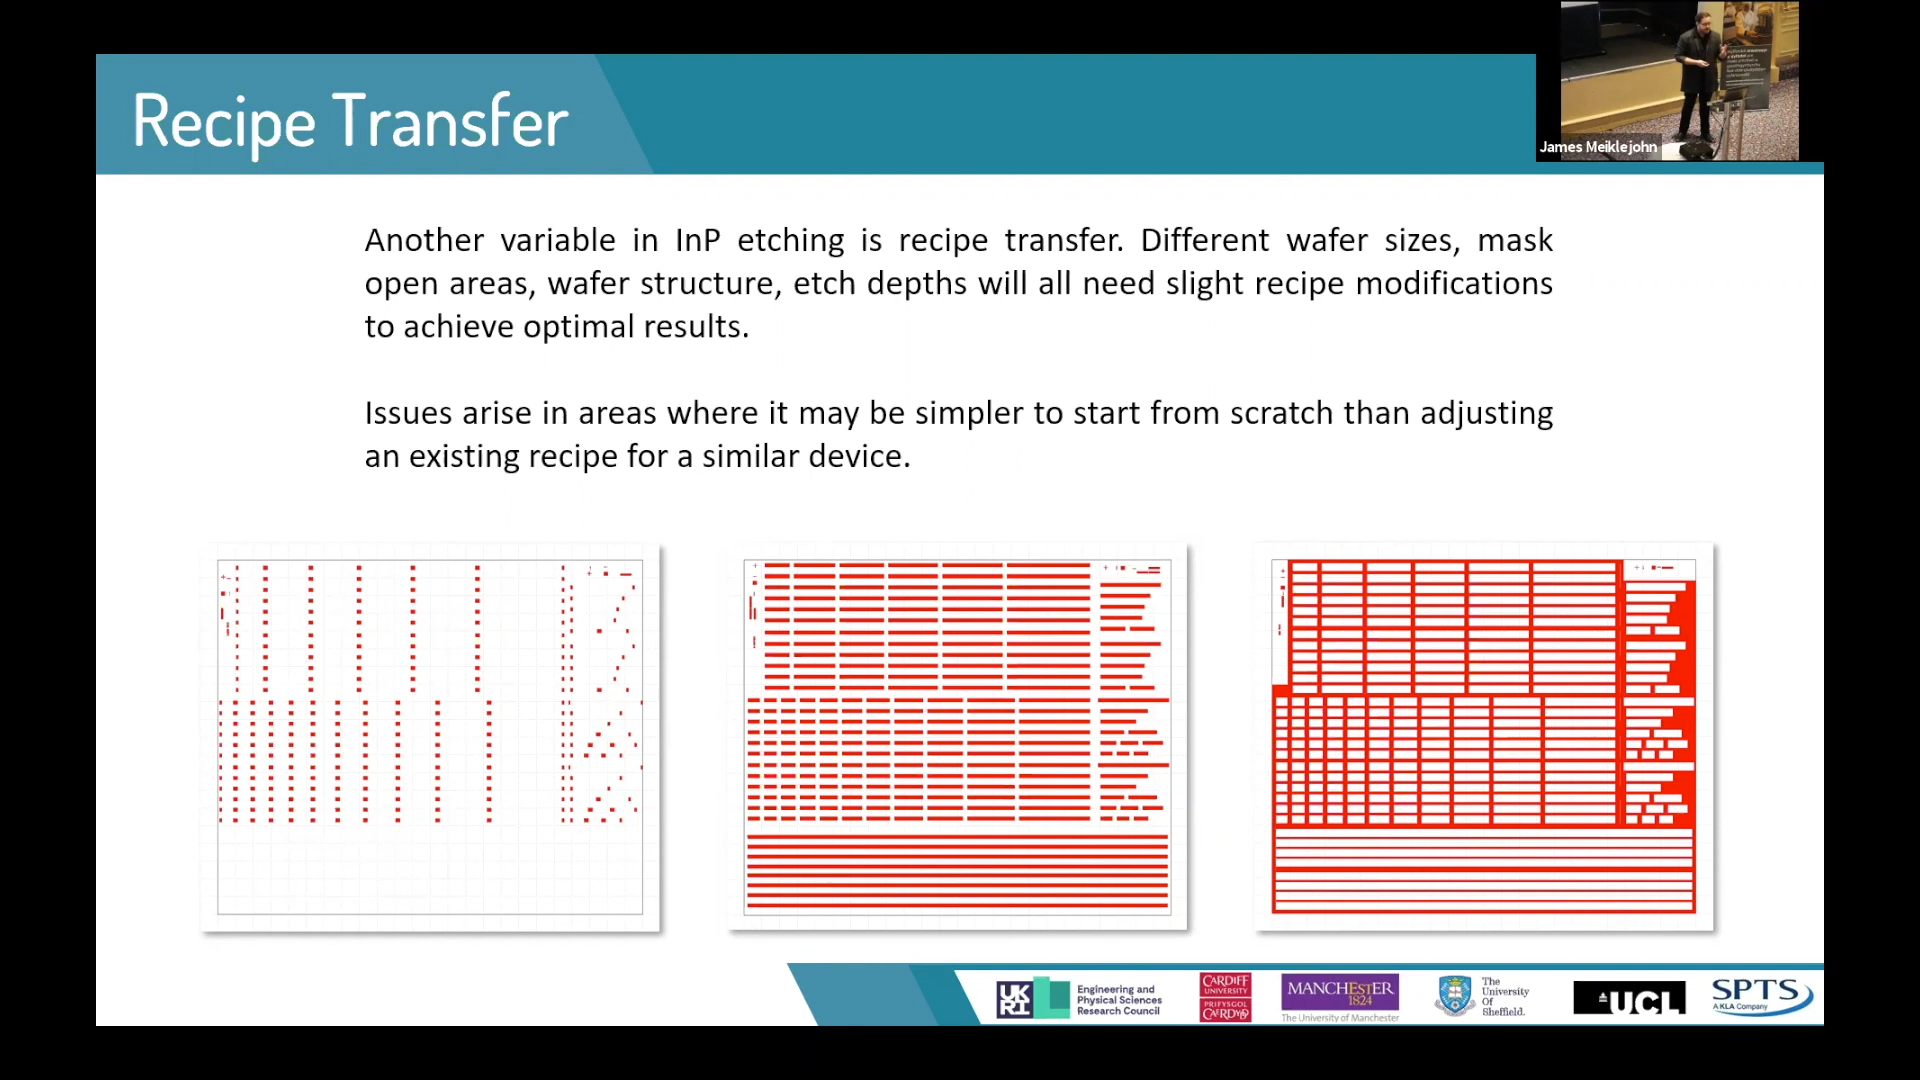 Recipe Transfer
James Meiklejohn
Another variable in InP etching is recipe transfer. Different wafer sizes, mask
open areas, wafer structure, etch depths will all need slight recipe modifications
to achieve optimal results.
Issues arise in areas where it may be simpler to start from scratch than adjusting
an existing recipe for a similar device.
UK
RI
Engineering and
Physical Sciences
Research Council
CARDIFF
UNIVERSITY
PRIFYSGOL
CAERDYDD
MANCHESTER
1824
The University of Manchester
The
University
Of
Sheffield.
UCL
SPTS
A KLA Company